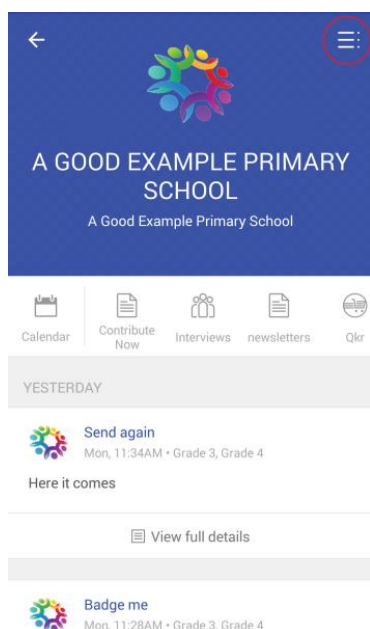 A GOOD EXAMPLE PRIMARY
SCHOOL
A Good Example Primary School
Calendar
Contribute
Now
Interviews
newsletters
Qkr
YESTERDAY
Send again
Mon, 11:34AM • Grade 3, Grade 4
Here it comes
View full details
Badge me
Mon, 11:28AM • Grade 3, Grade 4